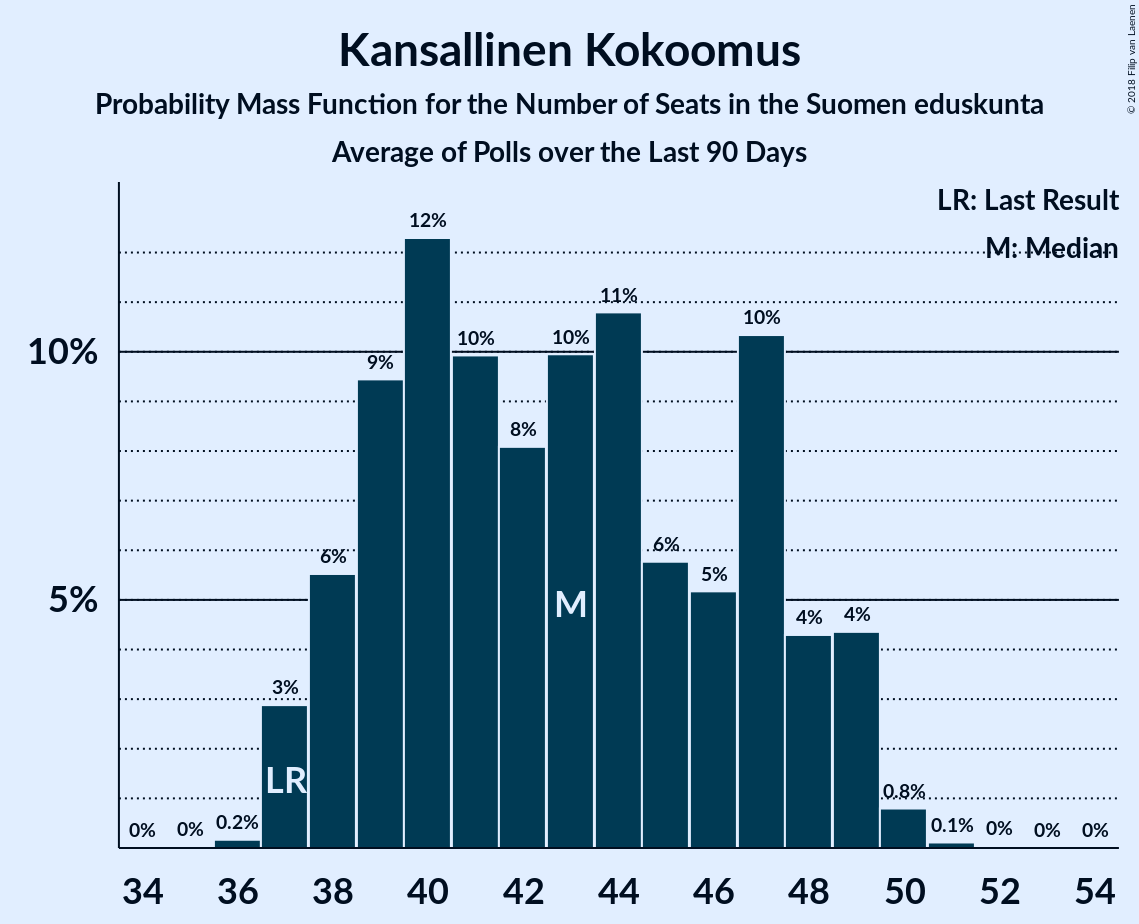 Kansallinen Kokoomus
Probability Mass Function for the Number of Seats in the Suomen eduskunta
Average of Polls over the Last 90 Days
© 2018 Filip van Laenen
LR: Last Result
M: Median
10%
5%
0%
0%
0.2%
3%
6%
9%
12%
10%
8%
10%
11%
6%
5%
10%
4%
4%
0.8%
0.1%
0%
0%
0%
LR
M
34 36 38 40 42 44 46 48 50 52 54